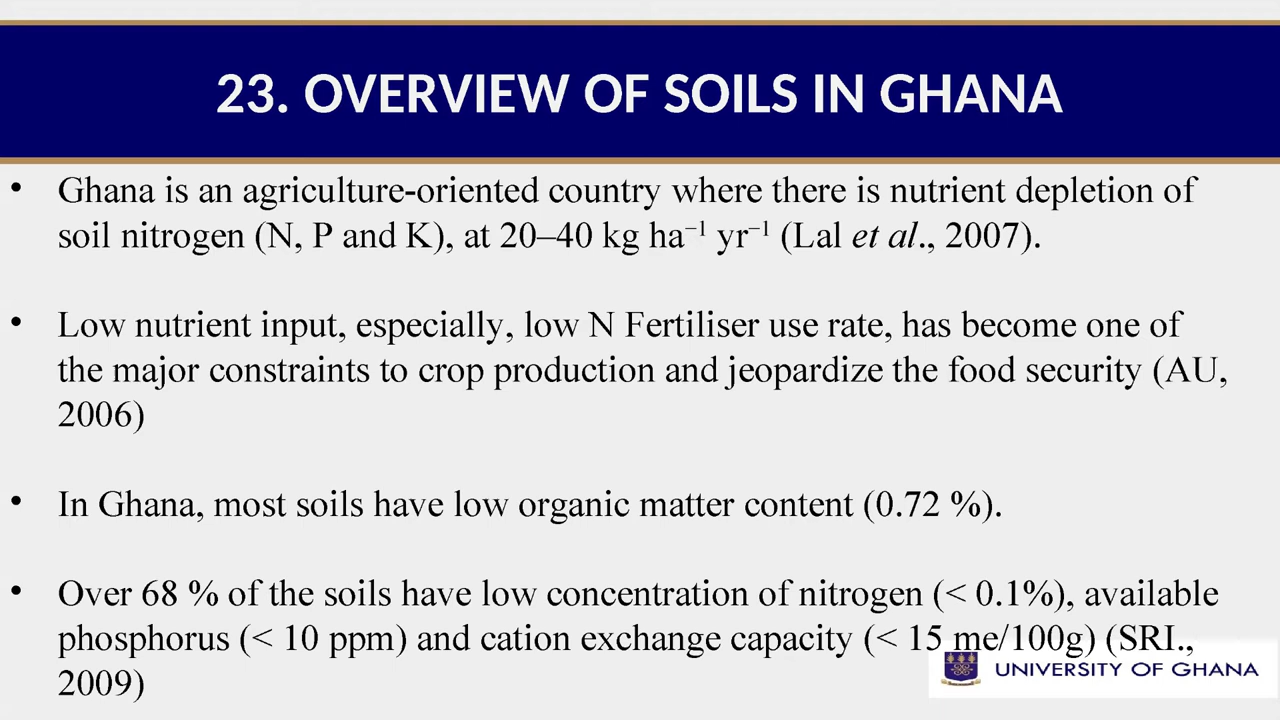 23. OVERVIEW OF SOILS IN GHANA
• Ghana is an agriculture-oriented country where there is nutrient depletion of
soil nitrogen (N, P and K), at 20–40 kg ha⁻¹ yr⁻¹ (Lal et al., 2007).
• Low nutrient input, especially, low N Fertiliser use rate, has become one of
the major constraints to crop production and jeopardize the food security (AU,
2006)
• In Ghana, most soils have low organic matter content (0.72 %).
• Over 68 % of the soils have low concentration of nitrogen (< 0.1%), available
phosphorus (< 10 ppm) and cation exchange capacity (< 15 me/100g) (SRI.,
2009)
UNIVERSITY OF GHANA